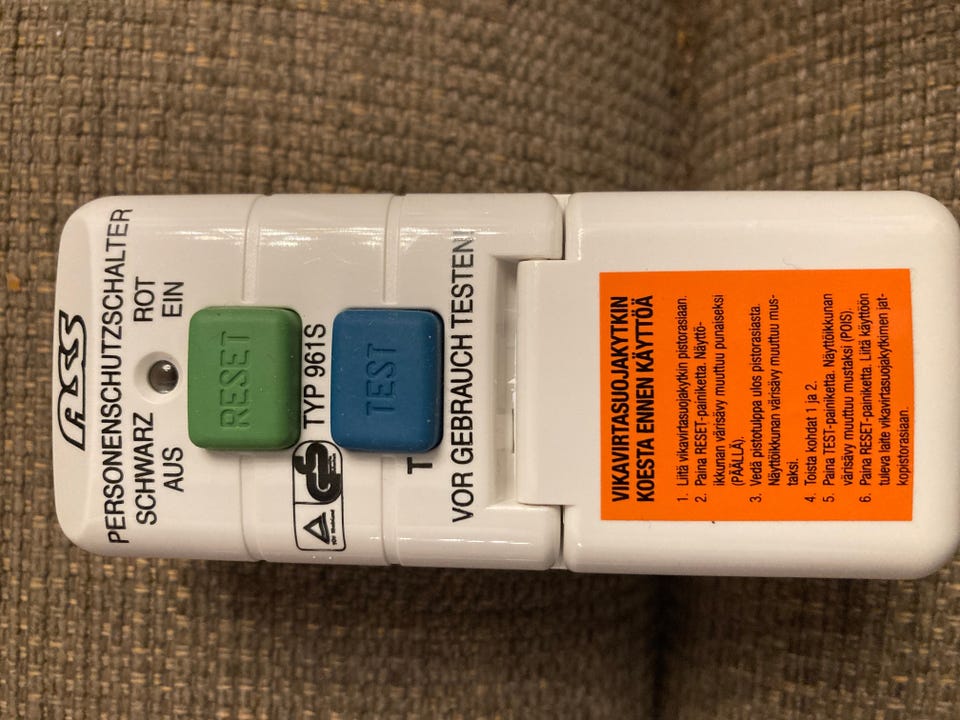 PERSONENSCHUTZSCHALTER
SCHWARZ ROT
AUS EIN
RESET
GS TYP 961S
TEST
T
VOR GEBRAUCH TESTEN!
VIKAVIRTASUOJAKYTKIN
KOESTA ENNEN KÄYTTÖÄ
1. Liitä vikavirtasuojakytkin pistorasiaan.
2. Paina RESET-painiketta. Näyttö-
ikkunan värisävy muuttuu punaiseksi
(PÄÄLLÄ).
3. Vedä pistotulppa ulos pistorasiasta.
Näyttöikunan värisävy muuttuu mus-
taksi.
4. Toista kohdat 1 ja 2.
5. Paina TEST-painiketta. Näyttöikkunan
värisävy muuttuu mustaksi (POIS).
6. Paina RESET-painiketta. Liitä käyttöön
tuleva laite vikavirtasuojakytkimen jat-
kopistorasiaan.